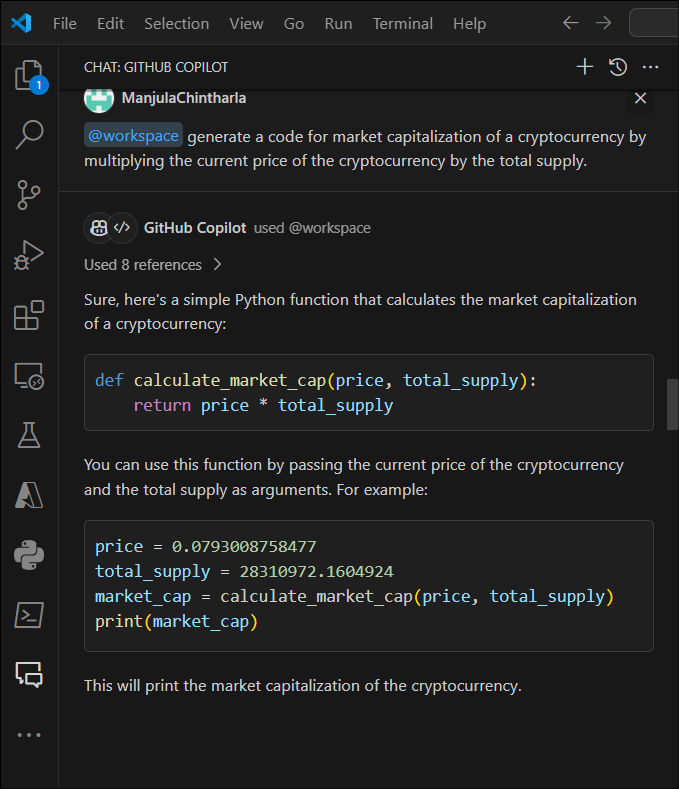 File Edit Selection View Go Run Terminal Help
CHAT: GITHUB COPILOT
1
ManjulaChintharla
@workspace generate a code for market capitalization of a cryptocurrency by
multiplying the current price of the cryptocurrency by the total supply.
GitHub Copilot used @workspace
Used 8 references
Sure, here's a simple Python function that calculates the market capitalization
of a cryptocurrency:
def calculate_market_cap(price, total_supply):
    return price * total_supply
You can use this function by passing the current price of the cryptocurrency
and the total supply as arguments. For example:
price = 0.0793008758477
total_supply = 28310972.1604924
market_cap = calculate_market_cap(price, total_supply)
print(market_cap)
This will print the market capitalization of the cryptocurrency.